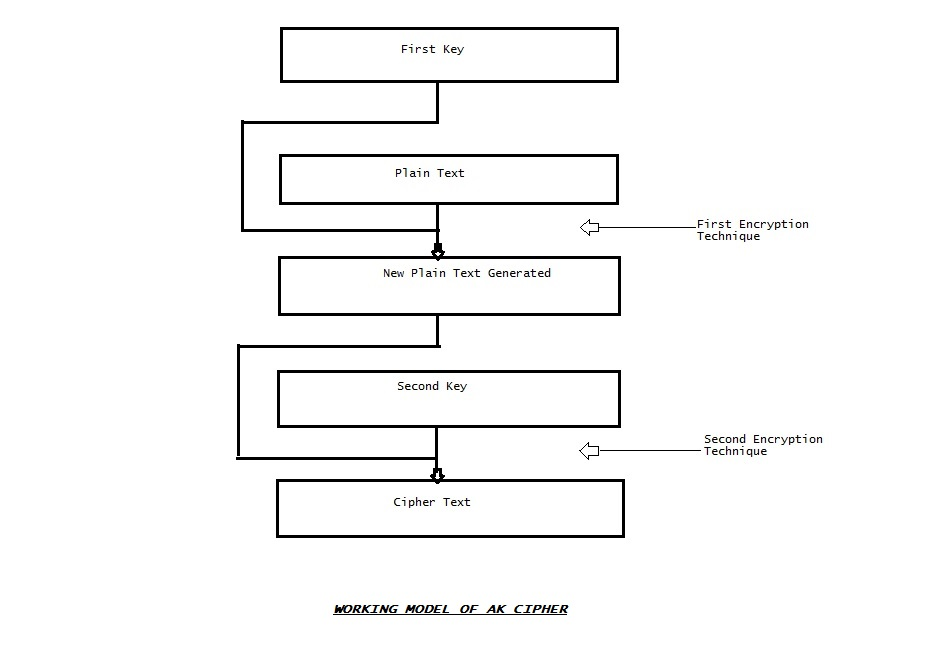 First Key
Plain Text
First Encryption
Technique
New Plain Text Generated
Second Key
Second Encryption
Technique
Cipher Text
WORKING MODEL OF AK CIPHER